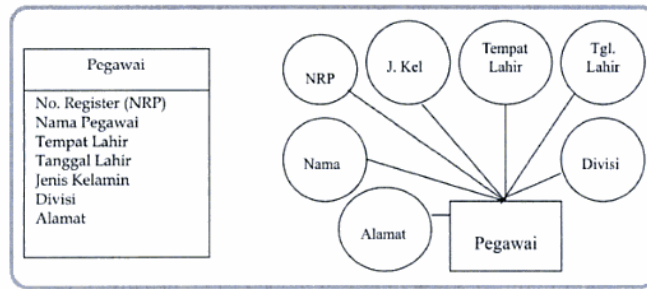 Pegawai
No. Register (NRP)
Nama Pegawai
Tempat Lahir
Tanggal Lahir
Jenis Kelamin
Divisi
Alamat
NRP
J. Kel
Tempat
Lahir
Tgl.
Lahir
Nama
Divisi
Alamat
Pegawai